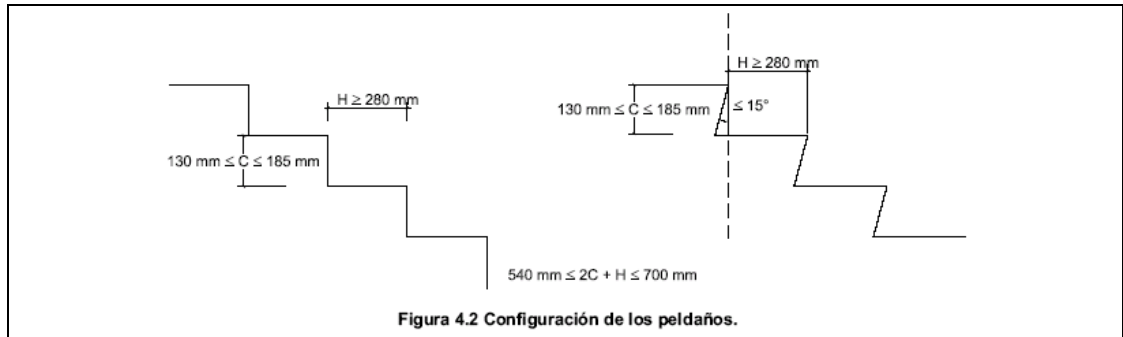 H ≥ 280 mm
130 mm ≤ C ≤ 185 mm
H ≥ 280 mm
130 mm ≤ C ≤ 185 mm
≤ 15°
540 mm ≤ 2C + H ≤ 700 mm
Figura 4.2 Configuración de los peldaños.